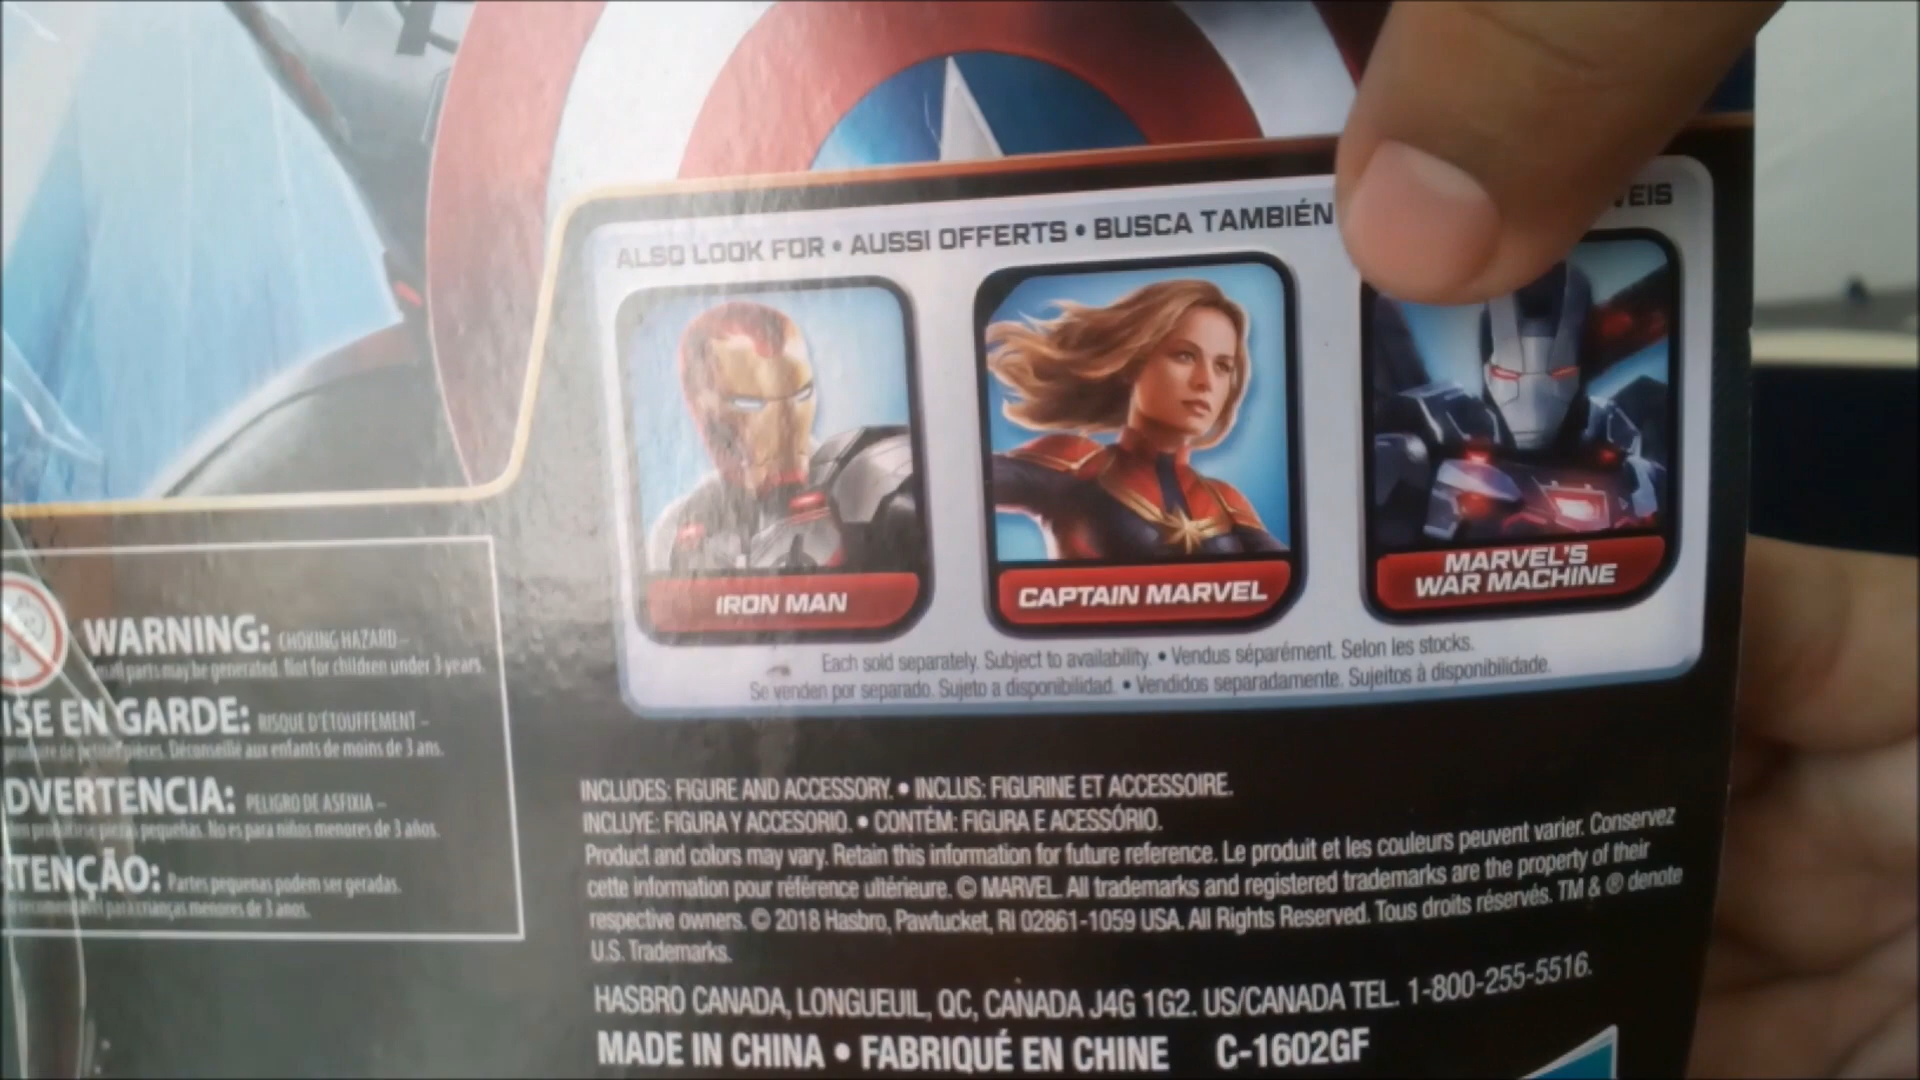 ALSO LOOK FOR • AUSSI OFFERTS • BUSCA TAMBIÉN
IRON MAN
CAPTAIN MARVEL
MARVEL'S
WAR MACHINE
Each sold separately. Subject to availability. • Vendus séparément. Selon les stocks.
Se venden por separado. Sujeto a disponibilidad. • Vendidos separadamente. Sujeitos à disponibilidade.
WARNING: CHOKING HAZARD –
small parts may be generated. Not for children under 3 years.
EN GARDE: RISQUE D'ÉTOUFFEMENT –
de petites pièces. Déconseillé aux enfants de moins de 3 ans.
DVERTENCIA: PELIGRO DE ASFIXIA –
piezas pequeñas. No es para niños menores de 3 años.
TENÇÃO: Partes pequenas podem ser geradas.
para crianças menores de 3 anos.
INCLUDES: FIGURE AND ACCESSORY. • INCLUS: FIGURINE ET ACCESSOIRE.
INCLUYE: FIGURA Y ACCESORIO. • CONTÉM: FIGURA E ACESSÓRIO.
Product and colors may vary. Retain this information for future reference. Le produit et les couleurs peuvent varier. Conservez
cette information pour référence ultérieure. © MARVEL. All trademarks and registered trademarks are the property of their
respective owners. © 2018 Hasbro, Pawtucket, RI 02861-1059 USA. All Rights Reserved. Tous droits réservés. TM & ® denote
U.S. Trademarks.
HASBRO CANADA, LONGUEUIL, QC, CANADA J4G 1G2. US/CANADA TEL. 1-800-255-5516.
MADE IN CHINA • FABRIQUÉ EN CHINE C-1602GF